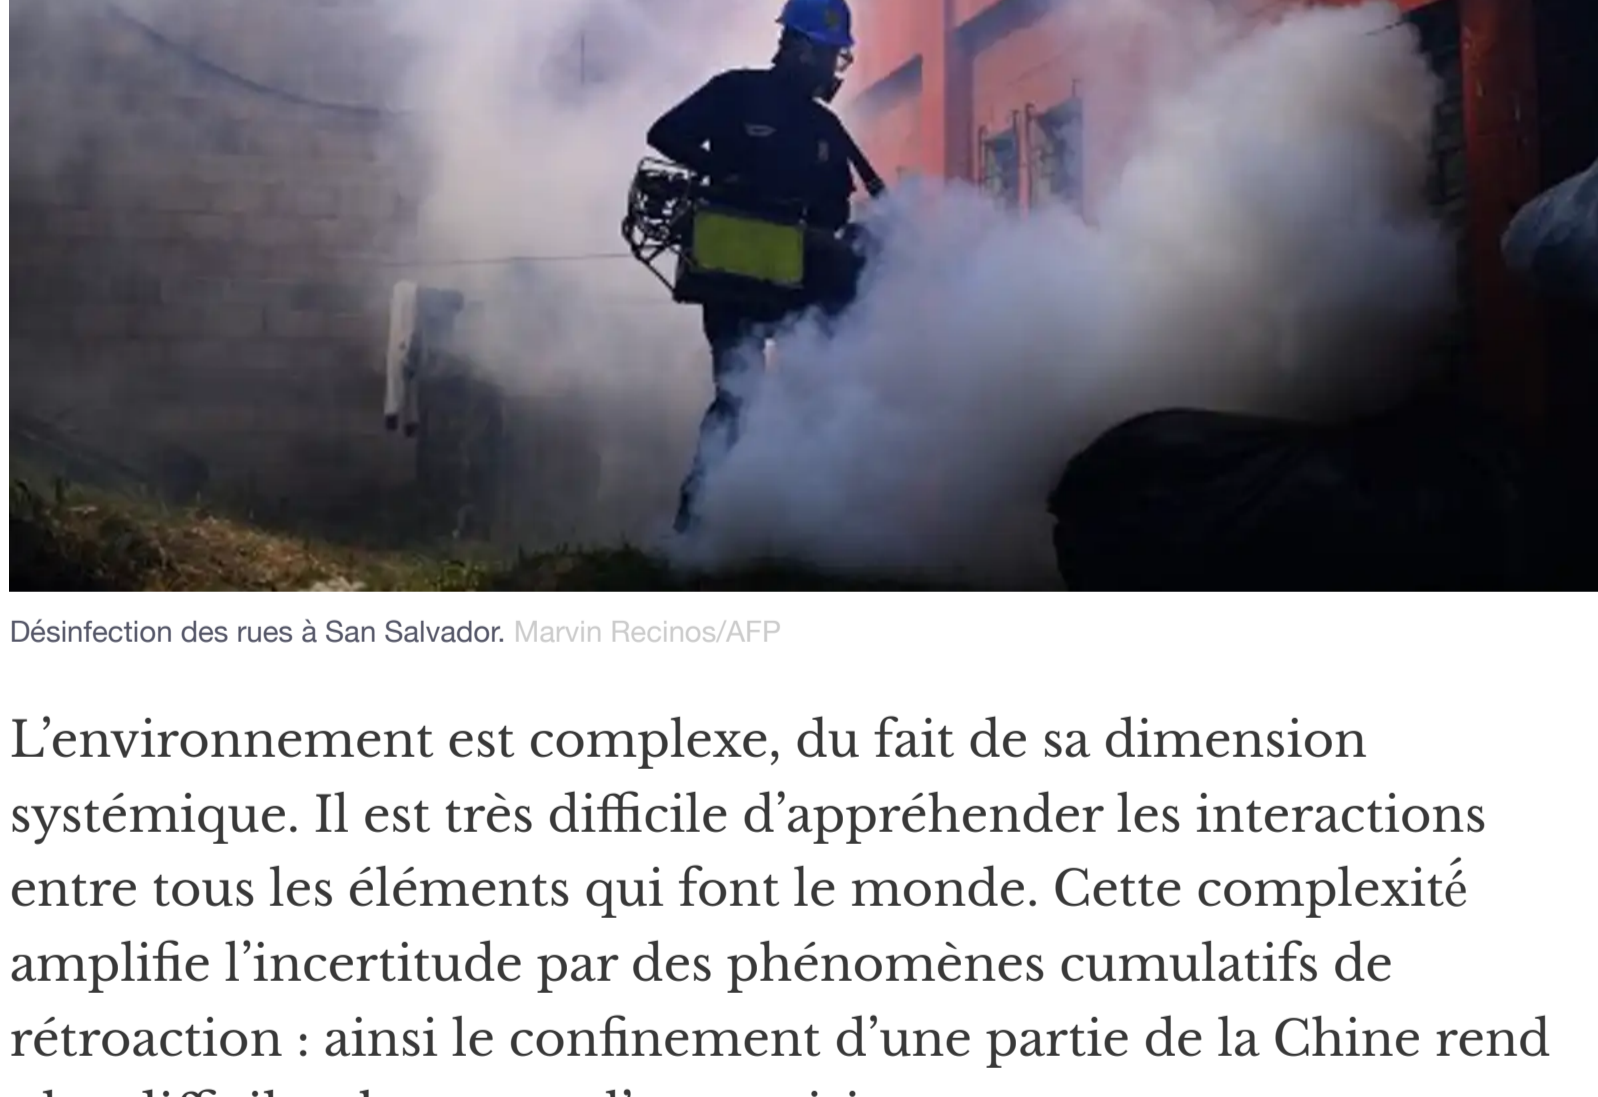 Désinfection des rues à San Salvador. Marvin Recinos/AFP
L’environnement est complexe, du fait de sa dimension
systémique. Il est très difficile d’appréhender les interactions
entre tous les éléments qui font le monde. Cette complexité
amplifie l’incertitude par des phénomènes cumulatifs de
rétroaction : ainsi le confinement d’une partie de la Chine rend